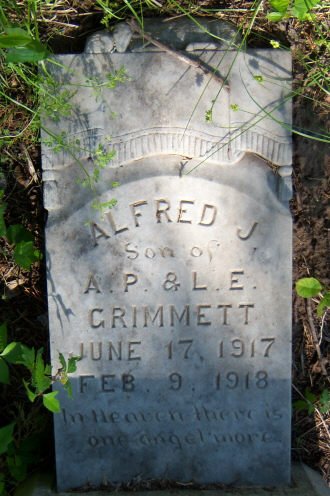 ALFRED J
Son of
A. P. & L. E.
GRIMMETT
JUNE 17, 1917
FEB. 9, 1918
In Heaven there is
one angel more.